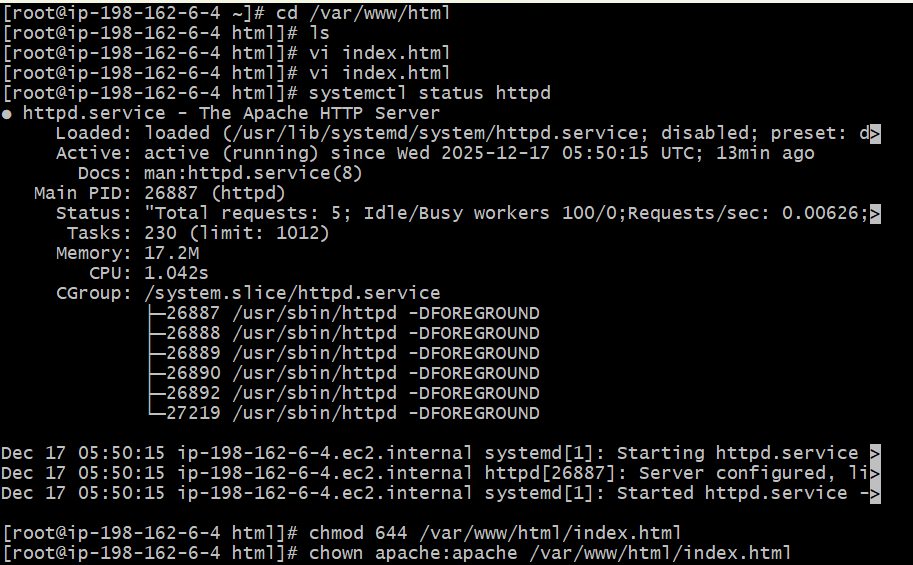 [root@ip-198-162-6-4 ~]# cd /var/www/html
[root@ip-198-162-6-4 html]# ls
[root@ip-198-162-6-4 html]# vi index.html
[root@ip-198-162-6-4 html]# vi index.html
[root@ip-198-162-6-4 html]# systemctl status httpd
● httpd.service - The Apache HTTP Server
     Loaded: loaded (/usr/lib/systemd/system/httpd.service; disabled; preset: d>
     Active: active (running) since Wed 2025-12-17 05:50:15 UTC; 13min ago
       Docs: man:httpd.service(8)
   Main PID: 26887 (httpd)
     Status: "Total requests: 5; Idle/Busy workers 100/0;Requests/sec: 0.00626;>
      Tasks: 230 (limit: 1012)
     Memory: 17.2M
        CPU: 1.042s
     CGroup: /system.slice/httpd.service
             ├─26887 /usr/sbin/httpd -DFOREGROUND
             ├─26888 /usr/sbin/httpd -DFOREGROUND
             ├─26889 /usr/sbin/httpd -DFOREGROUND
             ├─26890 /usr/sbin/httpd -DFOREGROUND
             ├─26892 /usr/sbin/httpd -DFOREGROUND
             └─27219 /usr/sbin/httpd -DFOREGROUND
Dec 17 05:50:15 ip-198-162-6-4.ec2.internal systemd[1]: Starting httpd.service >
Dec 17 05:50:15 ip-198-162-6-4.ec2.internal httpd[26887]: Server configured, li>
Dec 17 05:50:15 ip-198-162-6-4.ec2.internal systemd[1]: Started httpd.service ->
[root@ip-198-162-6-4 html]# chmod 644 /var/www/html/index.html
[root@ip-198-162-6-4 html]# chown apache:apache /var/www/html/index.html